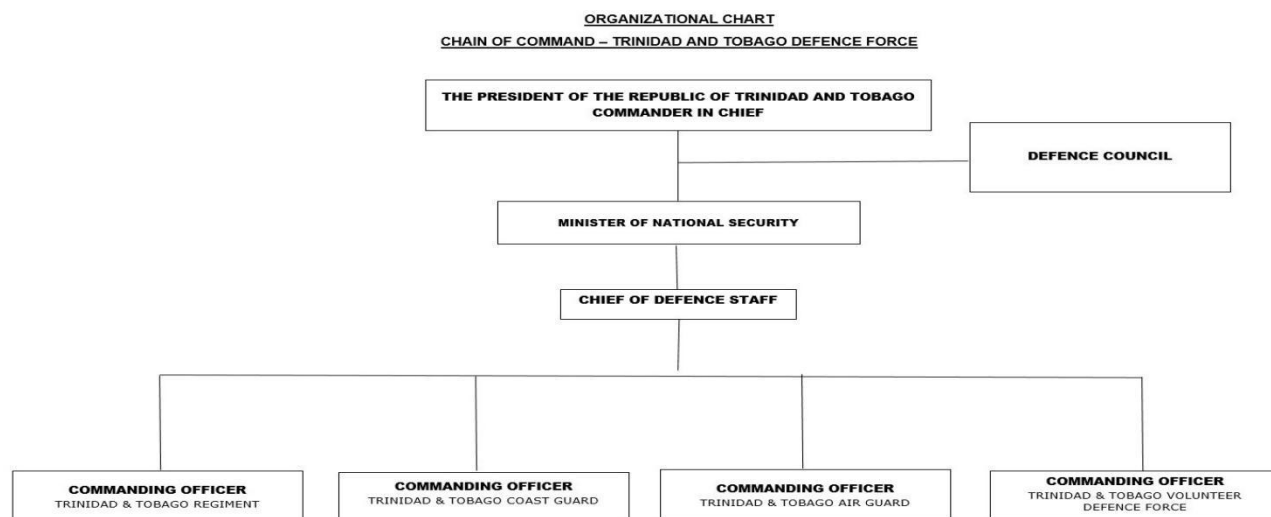 ORGANIZATIONAL CHART
CHAIN OF COMMAND – TRINIDAD AND TOBAGO DEFENCE FORCE
THE PRESIDENT OF THE REPUBLIC OF TRINIDAD AND TOBAGO
COMMANDER IN CHIEF
DEFENCE COUNCIL
MINISTER OF NATIONAL SECURITY
CHIEF OF DEFENCE STAFF
COMMANDING OFFICER
TRINIDAD & TOBAGO REGIMENT
COMMANDING OFFICER
TRINIDAD & TOBAGO COAST GUARD
COMMANDING OFFICER
TRINIDAD & TOBAGO AIR GUARD
COMMANDING OFFICER
TRINIDAD & TOBAGO VOLUNTEER
DEFENCE FORCE